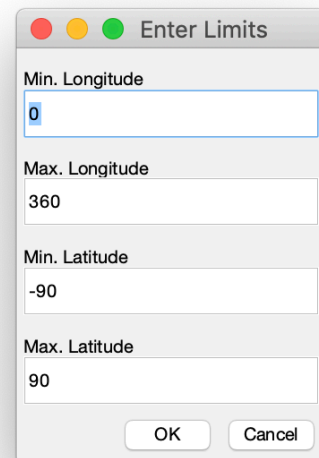 Enter Limits
Min. Longitude
0
Max. Longitude
360
Min. Latitude
-90
Max. Latitude
90
OK Cancel